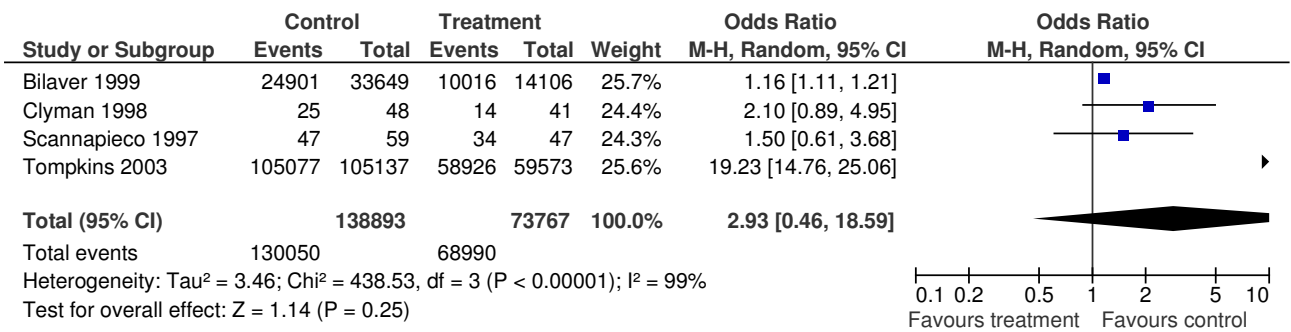 Control Treatment Odds Ratio Odds Ratio
Study or Subgroup Events Total Events Total Weight M-H, Random, 95% CI M-H, Random, 95% CI
Bilaver 1999 24901 33649 10016 14106 25.7% 1.16 [1.11, 1.21]
Clyman 1998 25 48 14 41 24.4% 2.10 [0.89, 4.95]
Scannapieco 1997 47 59 34 47 24.3% 1.50 [0.61, 3.68]
Tompkins 2003 105077 105137 58926 59573 25.6% 19.23 [14.76, 25.06]
Total (95% CI) 138893 73767 100.0% 2.93 [0.46, 18.59]
Total events 130050 68990
Heterogeneity: Tau² = 3.46; Chi² = 438.53, df = 3 (P < 0.00001); I² = 99%
Test for overall effect: Z = 1.14 (P = 0.25)
0.1 0.2 0.5 1 2 5 10
Favours treatment Favours control